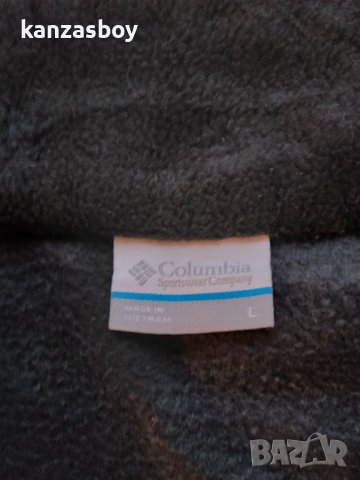 kanzasboy
Columbia
Sportswear Company
MADE IN
VIETNAM
L
BAZAR